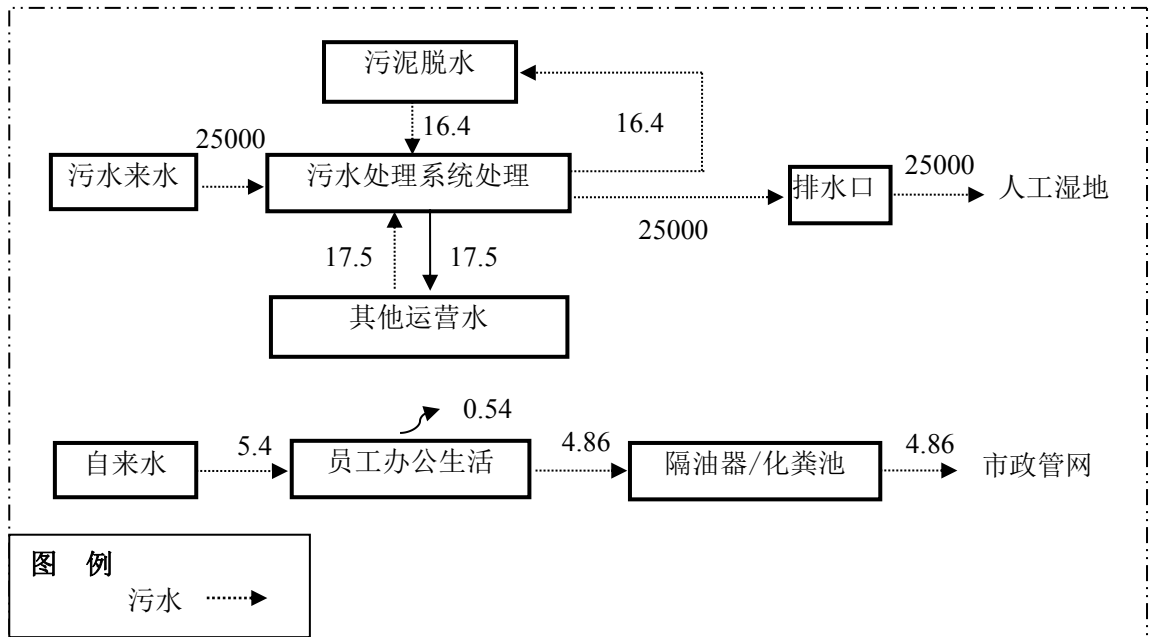 污泥脱水
16.4
16.4
25000
污水来水
污水处理系统处理
25000
排水口
25000
人工湿地
17.5
17.5
其他运营水
0.54
自来水
5.4
员工办公生活
4.86
隔油器/化粪池
4.86
市政管网
图 例
污水